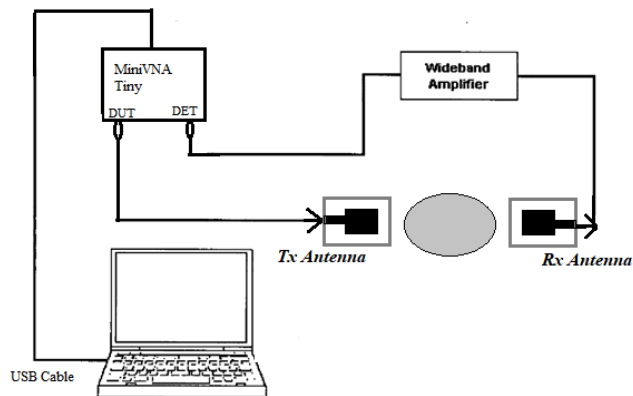 MiniVNA
Tiny
DUT
DET
Wideband
Amplifier
Tx Antenna
Rx Antenna
USB Cable